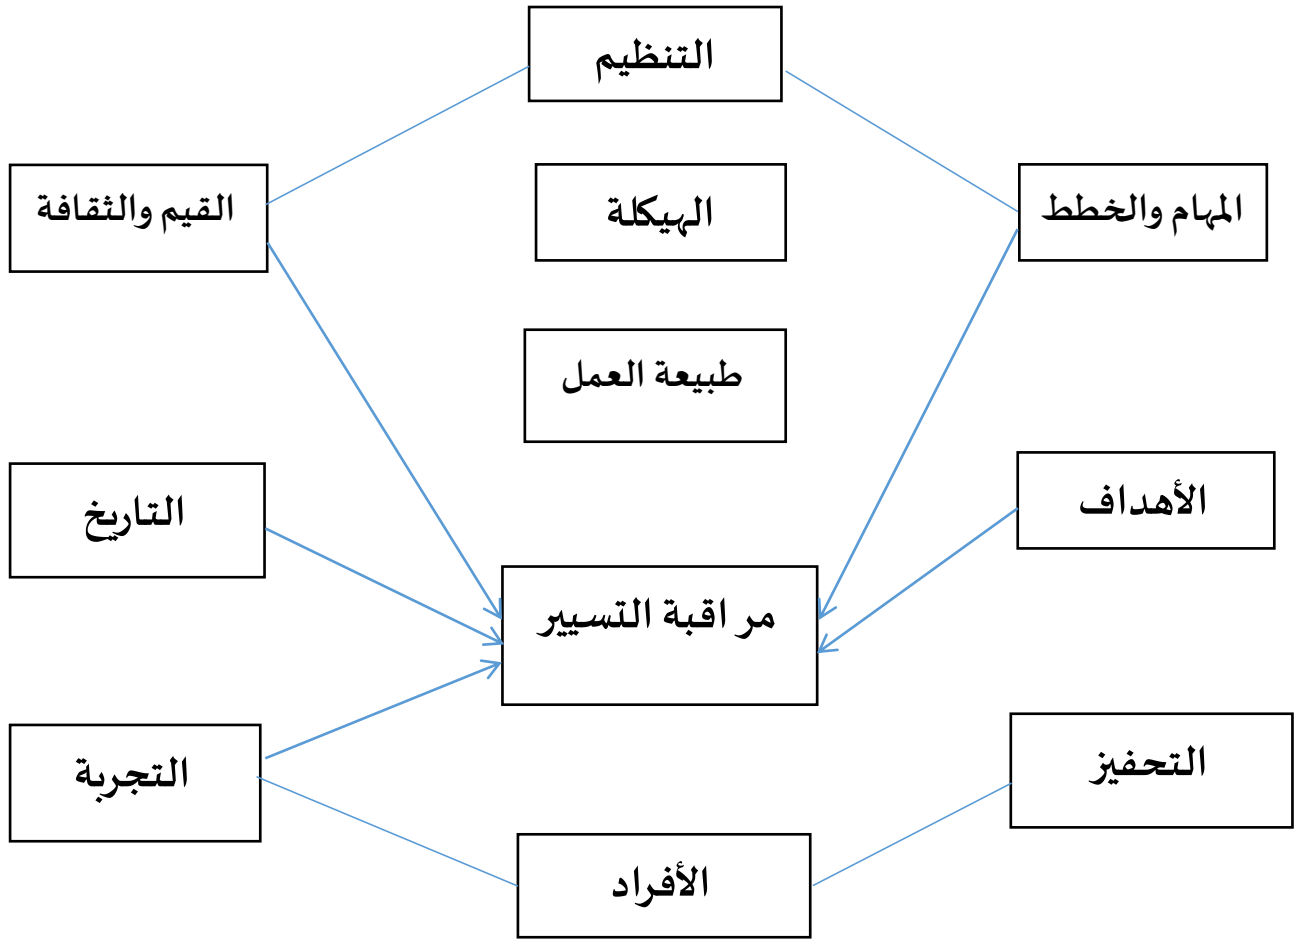 التنظيم
المهام والخطط
الهيكلة
القيم والثقافة
طبيعة العمل
الأهداف
التاريخ
مراقبة التسيير
التحفيز
التجربة
الأفراد